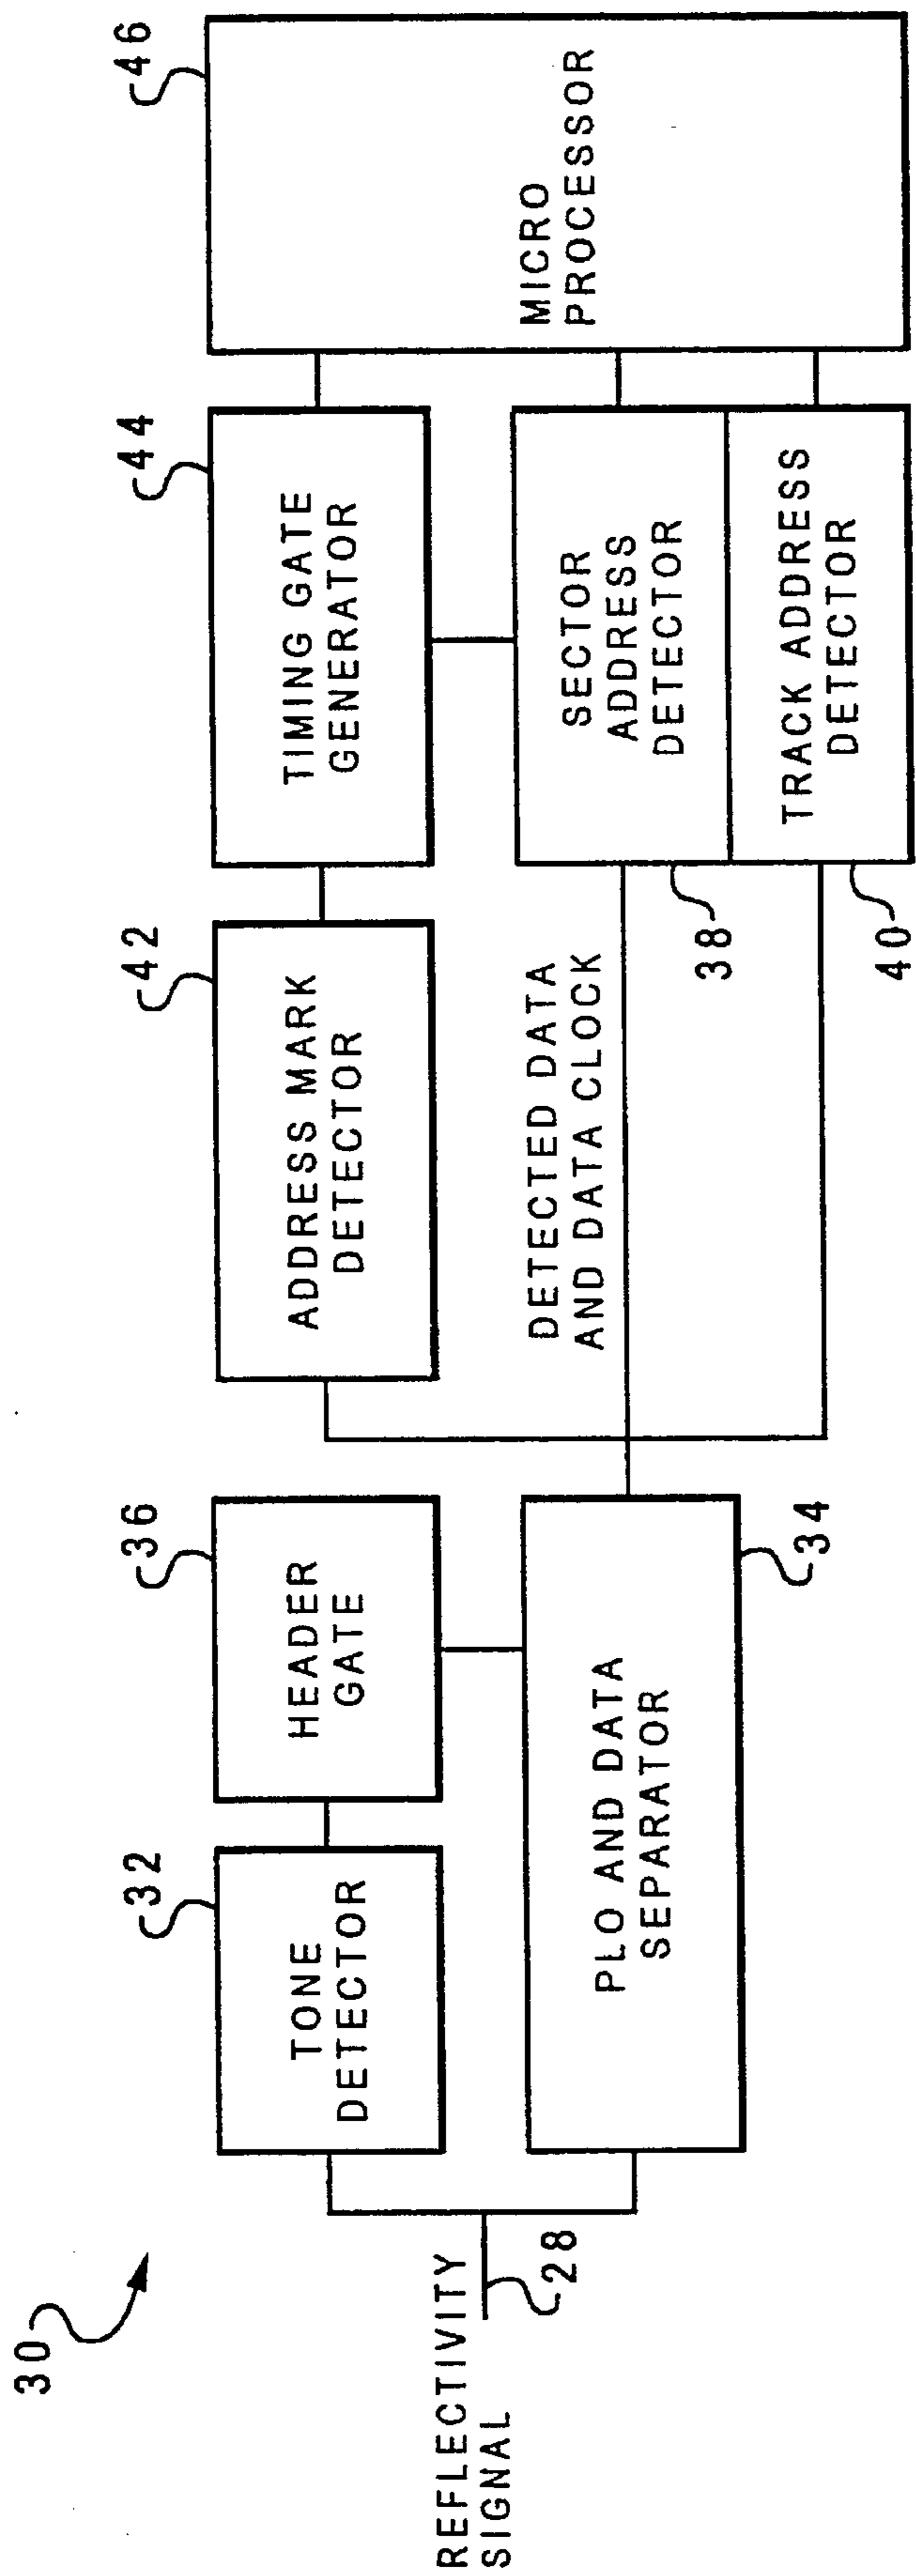 30
REFLECTIVITY
SIGNAL
28
32
TONE
DETECTOR
36
HEADER
GATE
PLO AND DATA
SEPARATOR
34
42
ADDRESS MARK
DETECTOR
DETECTED DATA
AND DATA CLOCK
44
TIMING GATE
GENERATOR
SECTOR
ADDRESS
DETECTOR
38
TRACK ADDRESS
DETECTOR
40
46
MICRO
PROCESSOR